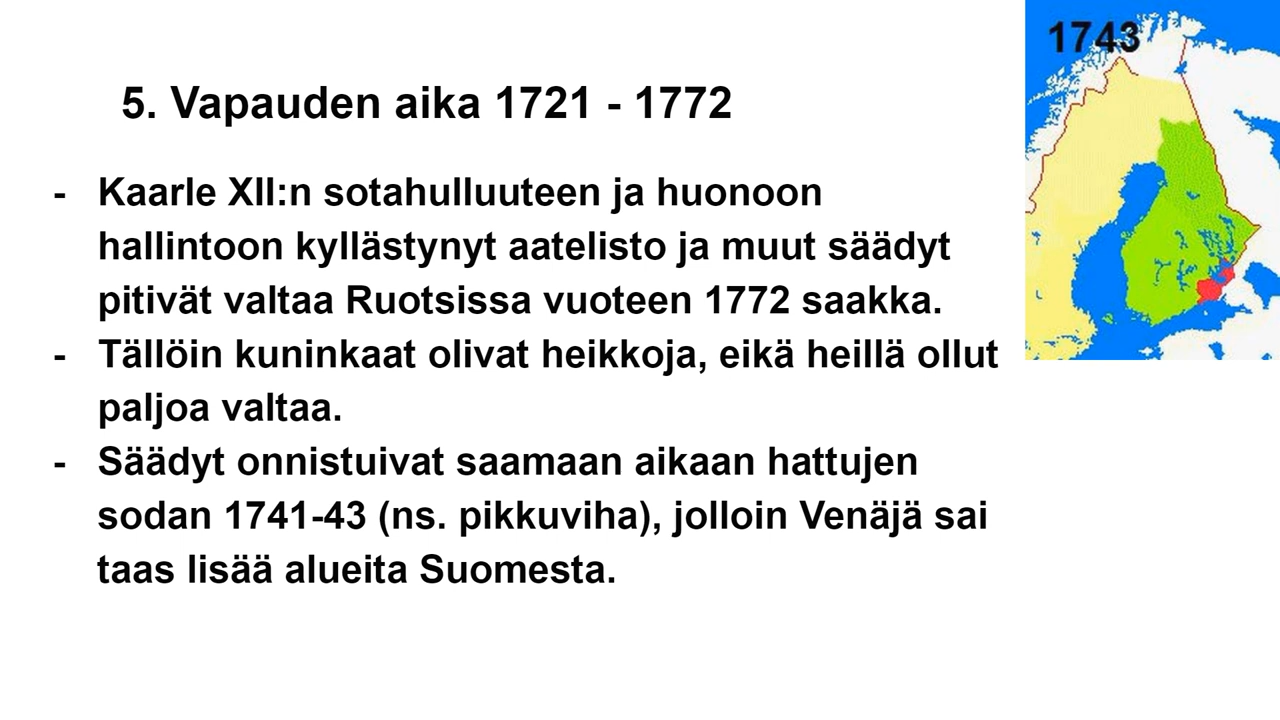 1743
5. Vapauden aika 1721 - 1772
- Kaarle XII:n sotahulluuteen ja huonoon
hallintoon kyllästynyt aatelisto ja muut säädyt
pitivät valtaa Ruotsissa vuoteen 1772 saakka.
- Tällöin kuninkaat olivat heikkoja, eikä heillä ollut
paljoa valtaa.
- Säädyt onnistuivat saamaan aikaan hattujen
sodan 1741-43 (ns. pikkuviha), jolloin Venäjä sai
taas lisää alueita Suomesta.